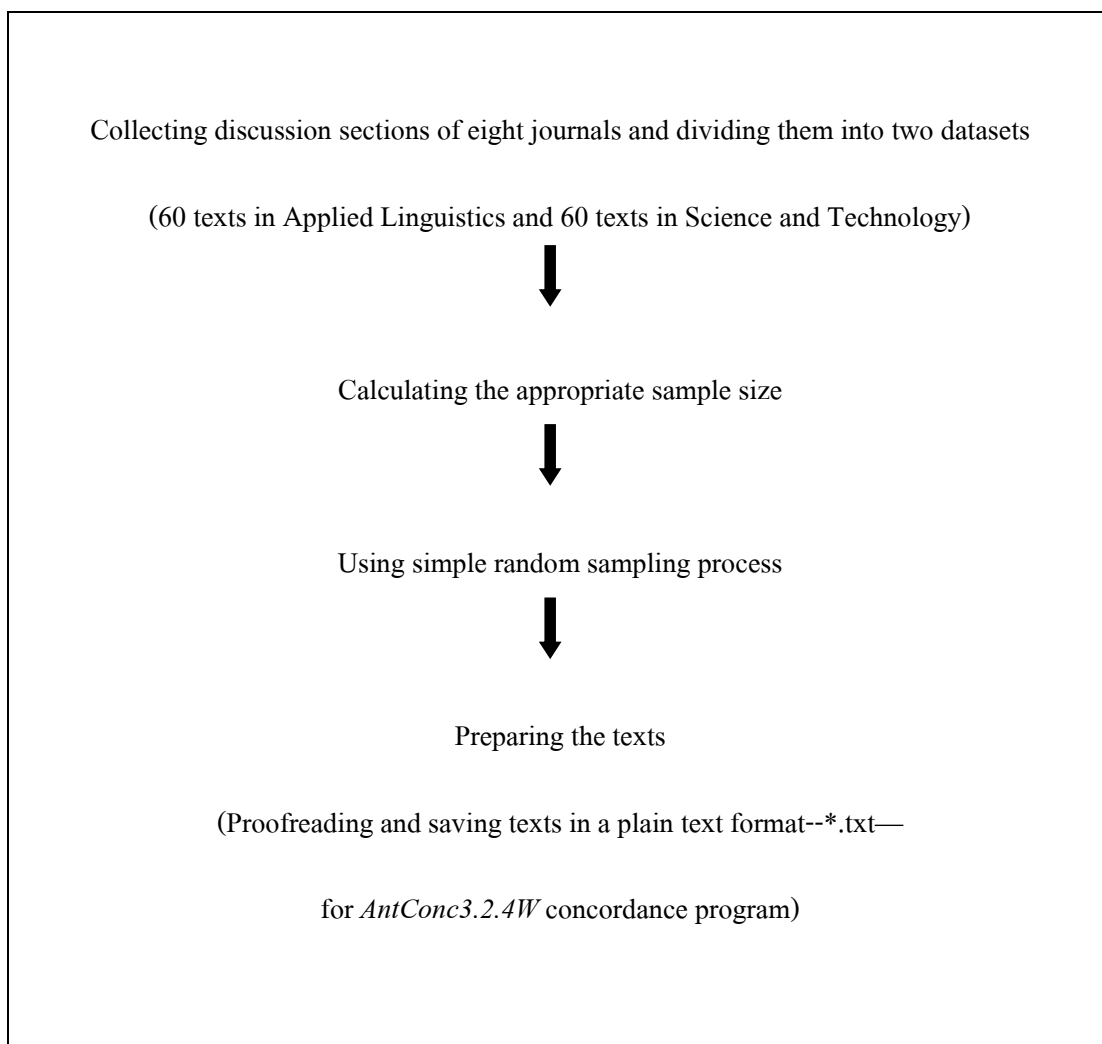 Collecting discussion sections of eight journals and dividing them into two datasets
(60 texts in Applied Linguistics and 60 texts in Science and Technology)
Calculating the appropriate sample size
Using simple random sampling process
Preparing the texts
(Proofreading and saving texts in a plain text format--*.txt—
for AntConc3.2.4W concordance program)